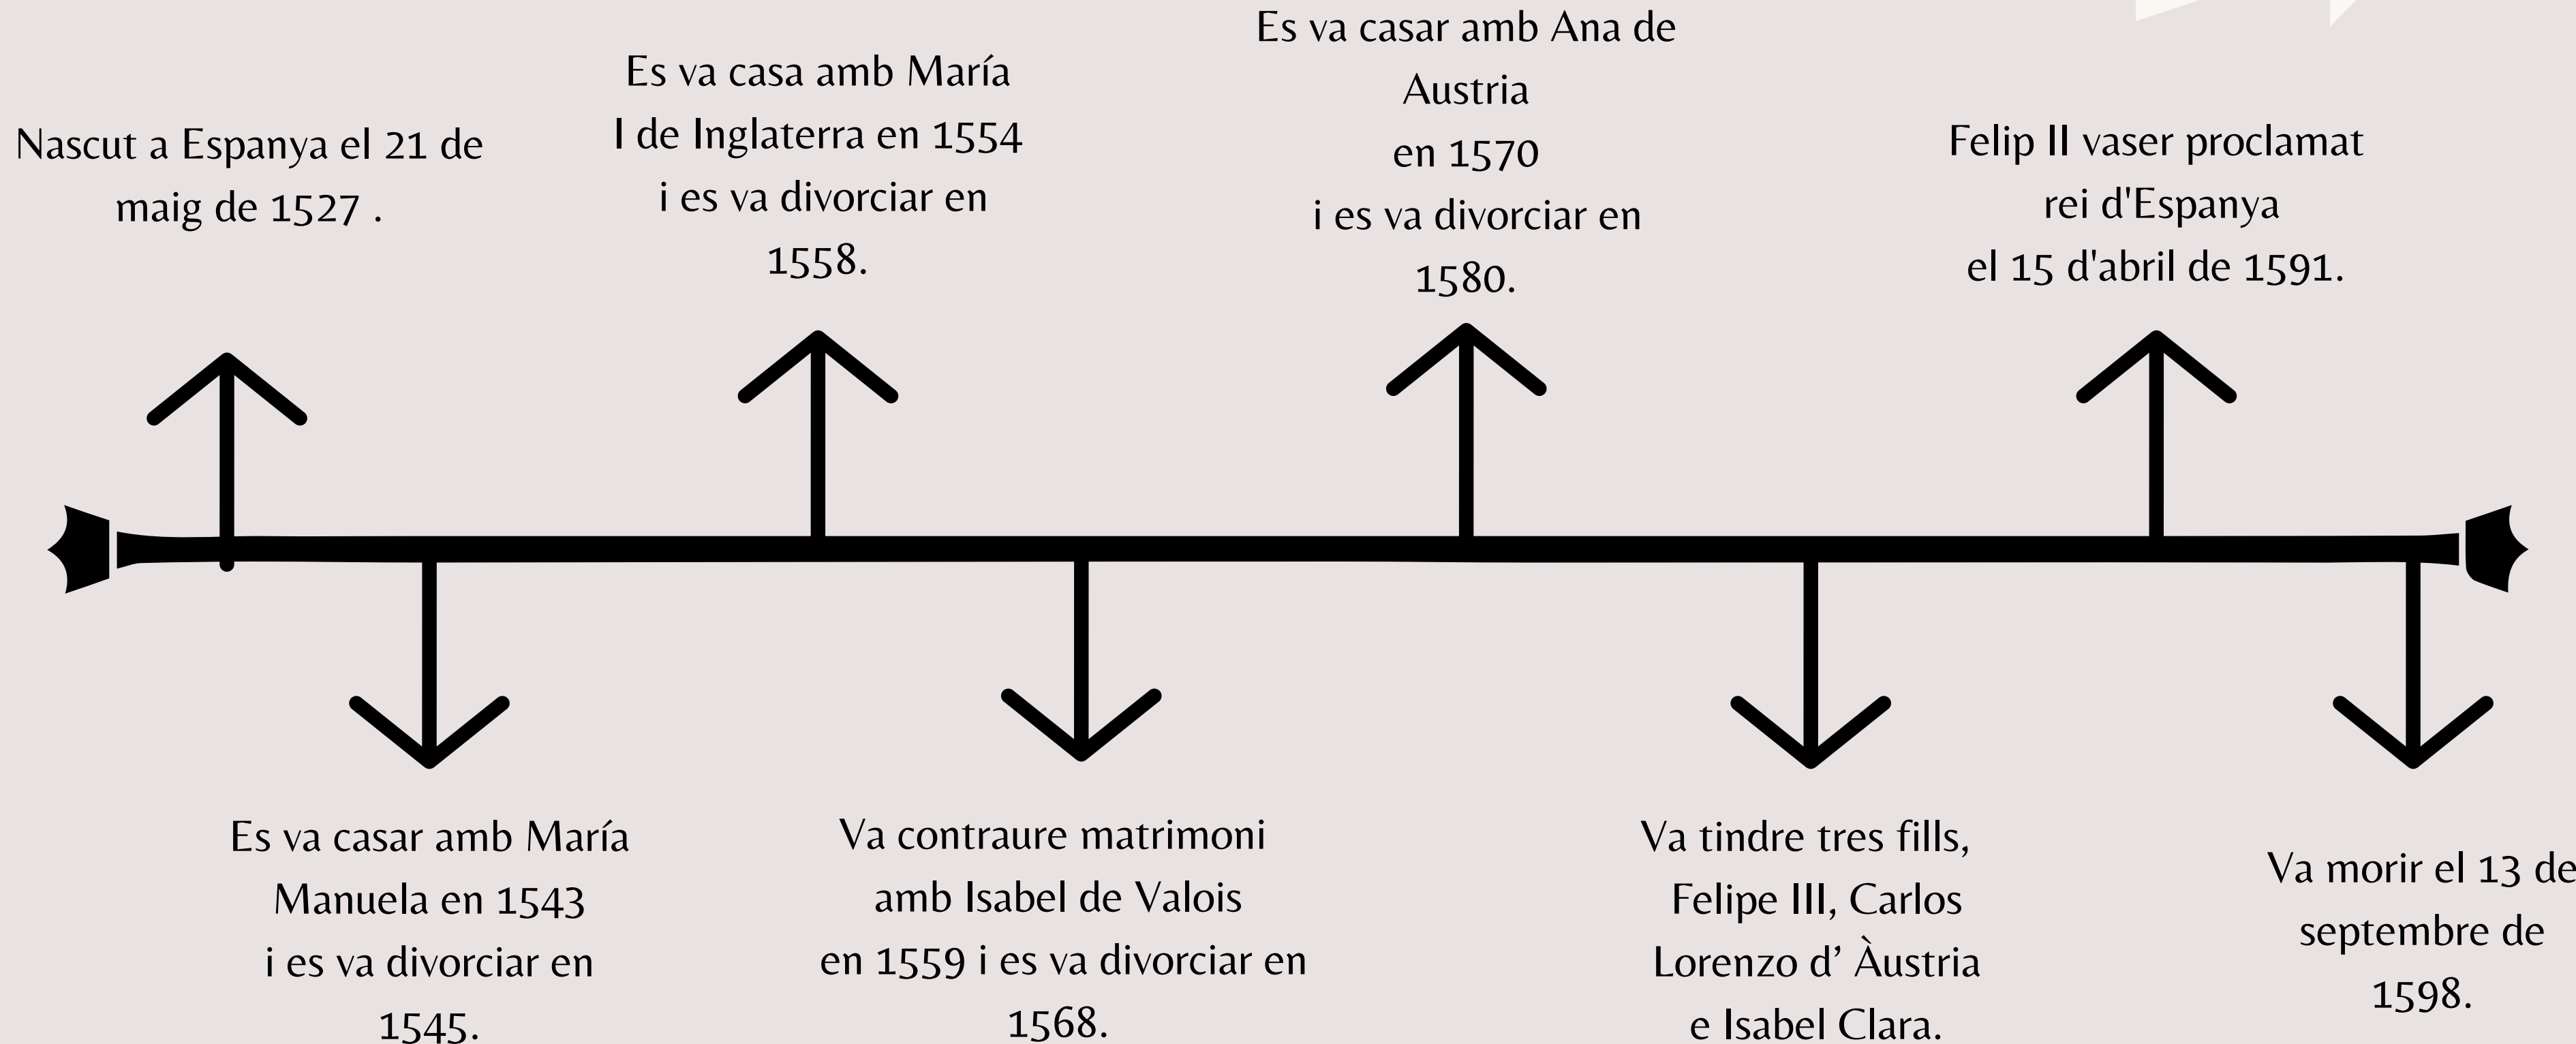 Nascut a Espanya el 21 de
maig de 1527 .
Es va casar amb María
Manuela en 1543
i es va divorciar en
1545.
Es va casa amb María
I de Inglaterra en 1554
i es va divorciar en
1558.
Va contraure matrimoni
amb Isabel de Valois
en 1559 i es va divorciar en
1568.
Es va casar amb Ana de
Austria
en 1570
i es va divorciar en
1580.
Va tindre tres fills,
Felipe III, Carlos
Lorenzo d’ Àustria
e Isabel Clara.
Felip II vaser proclamat
rei d'Espanya
el 15 d'abril de 1591.
Va morir el 13 de
septembre de
1598.